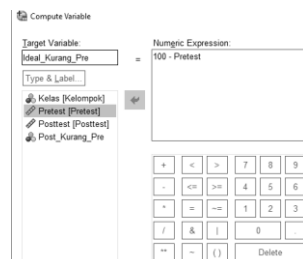 Compute Variable
Target Variable:
Ideal_Kurang_Pre
=
Numeric Expression:
100 - Pretest
Type & Label...
Kelas [Kelompok]
Pretest [Pretest]
Posttest [Posttest]
Post_Kurang_Pre
+ < > 7 8 9
- <= >= 4 5 6
* = ~= 1 2 3
/ & | 0 .
** ~ ( ) Delete